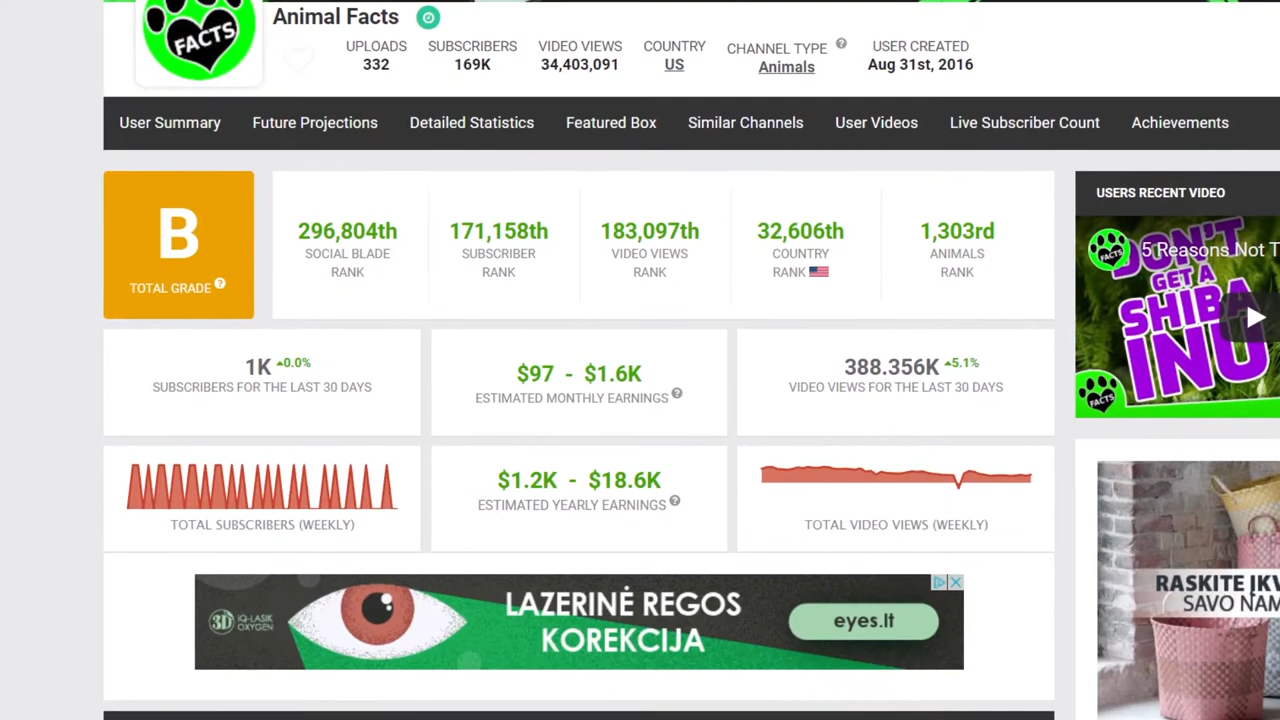 FACTS
Animal Facts
UPLOADS
332
SUBSCRIBERS
169K
VIDEO VIEWS
34,403,091
COUNTRY
US
CHANNEL TYPE ?
Animals
USER CREATED
Aug 31st, 2016
User Summary
Future Projections
Detailed Statistics
Featured Box
Similar Channels
User Videos
Live Subscriber Count
Achievements
B
TOTAL GRADE ?
296,804th
SOCIAL BLADE
RANK
171,158th
SUBSCRIBER
RANK
183,097th
VIDEO VIEWS
RANK
32,606th
COUNTRY
RANK
1,303rd
ANIMALS
RANK
1K 0.0%
SUBSCRIBERS FOR THE LAST 30 DAYS
$97 - $1.6K
ESTIMATED MONTHLY EARNINGS ?
388.356K 5.1%
VIDEO VIEWS FOR THE LAST 30 DAYS
TOTAL SUBSCRIBERS (WEEKLY)
$1.2K - $18.6K
ESTIMATED YEARLY EARNINGS ?
TOTAL VIDEO VIEWS (WEEKLY)
USERS RECENT VIDEO
FACTS
5 Reasons Not T
DON'T
GET A
SHIBA
INU
FACTS
3D IQ-LASIK
OXYGEN
LAZERINĖ REGOS
KOREKCIJA
eyes.lt
RASKITE ĮKV
SAVO NAM